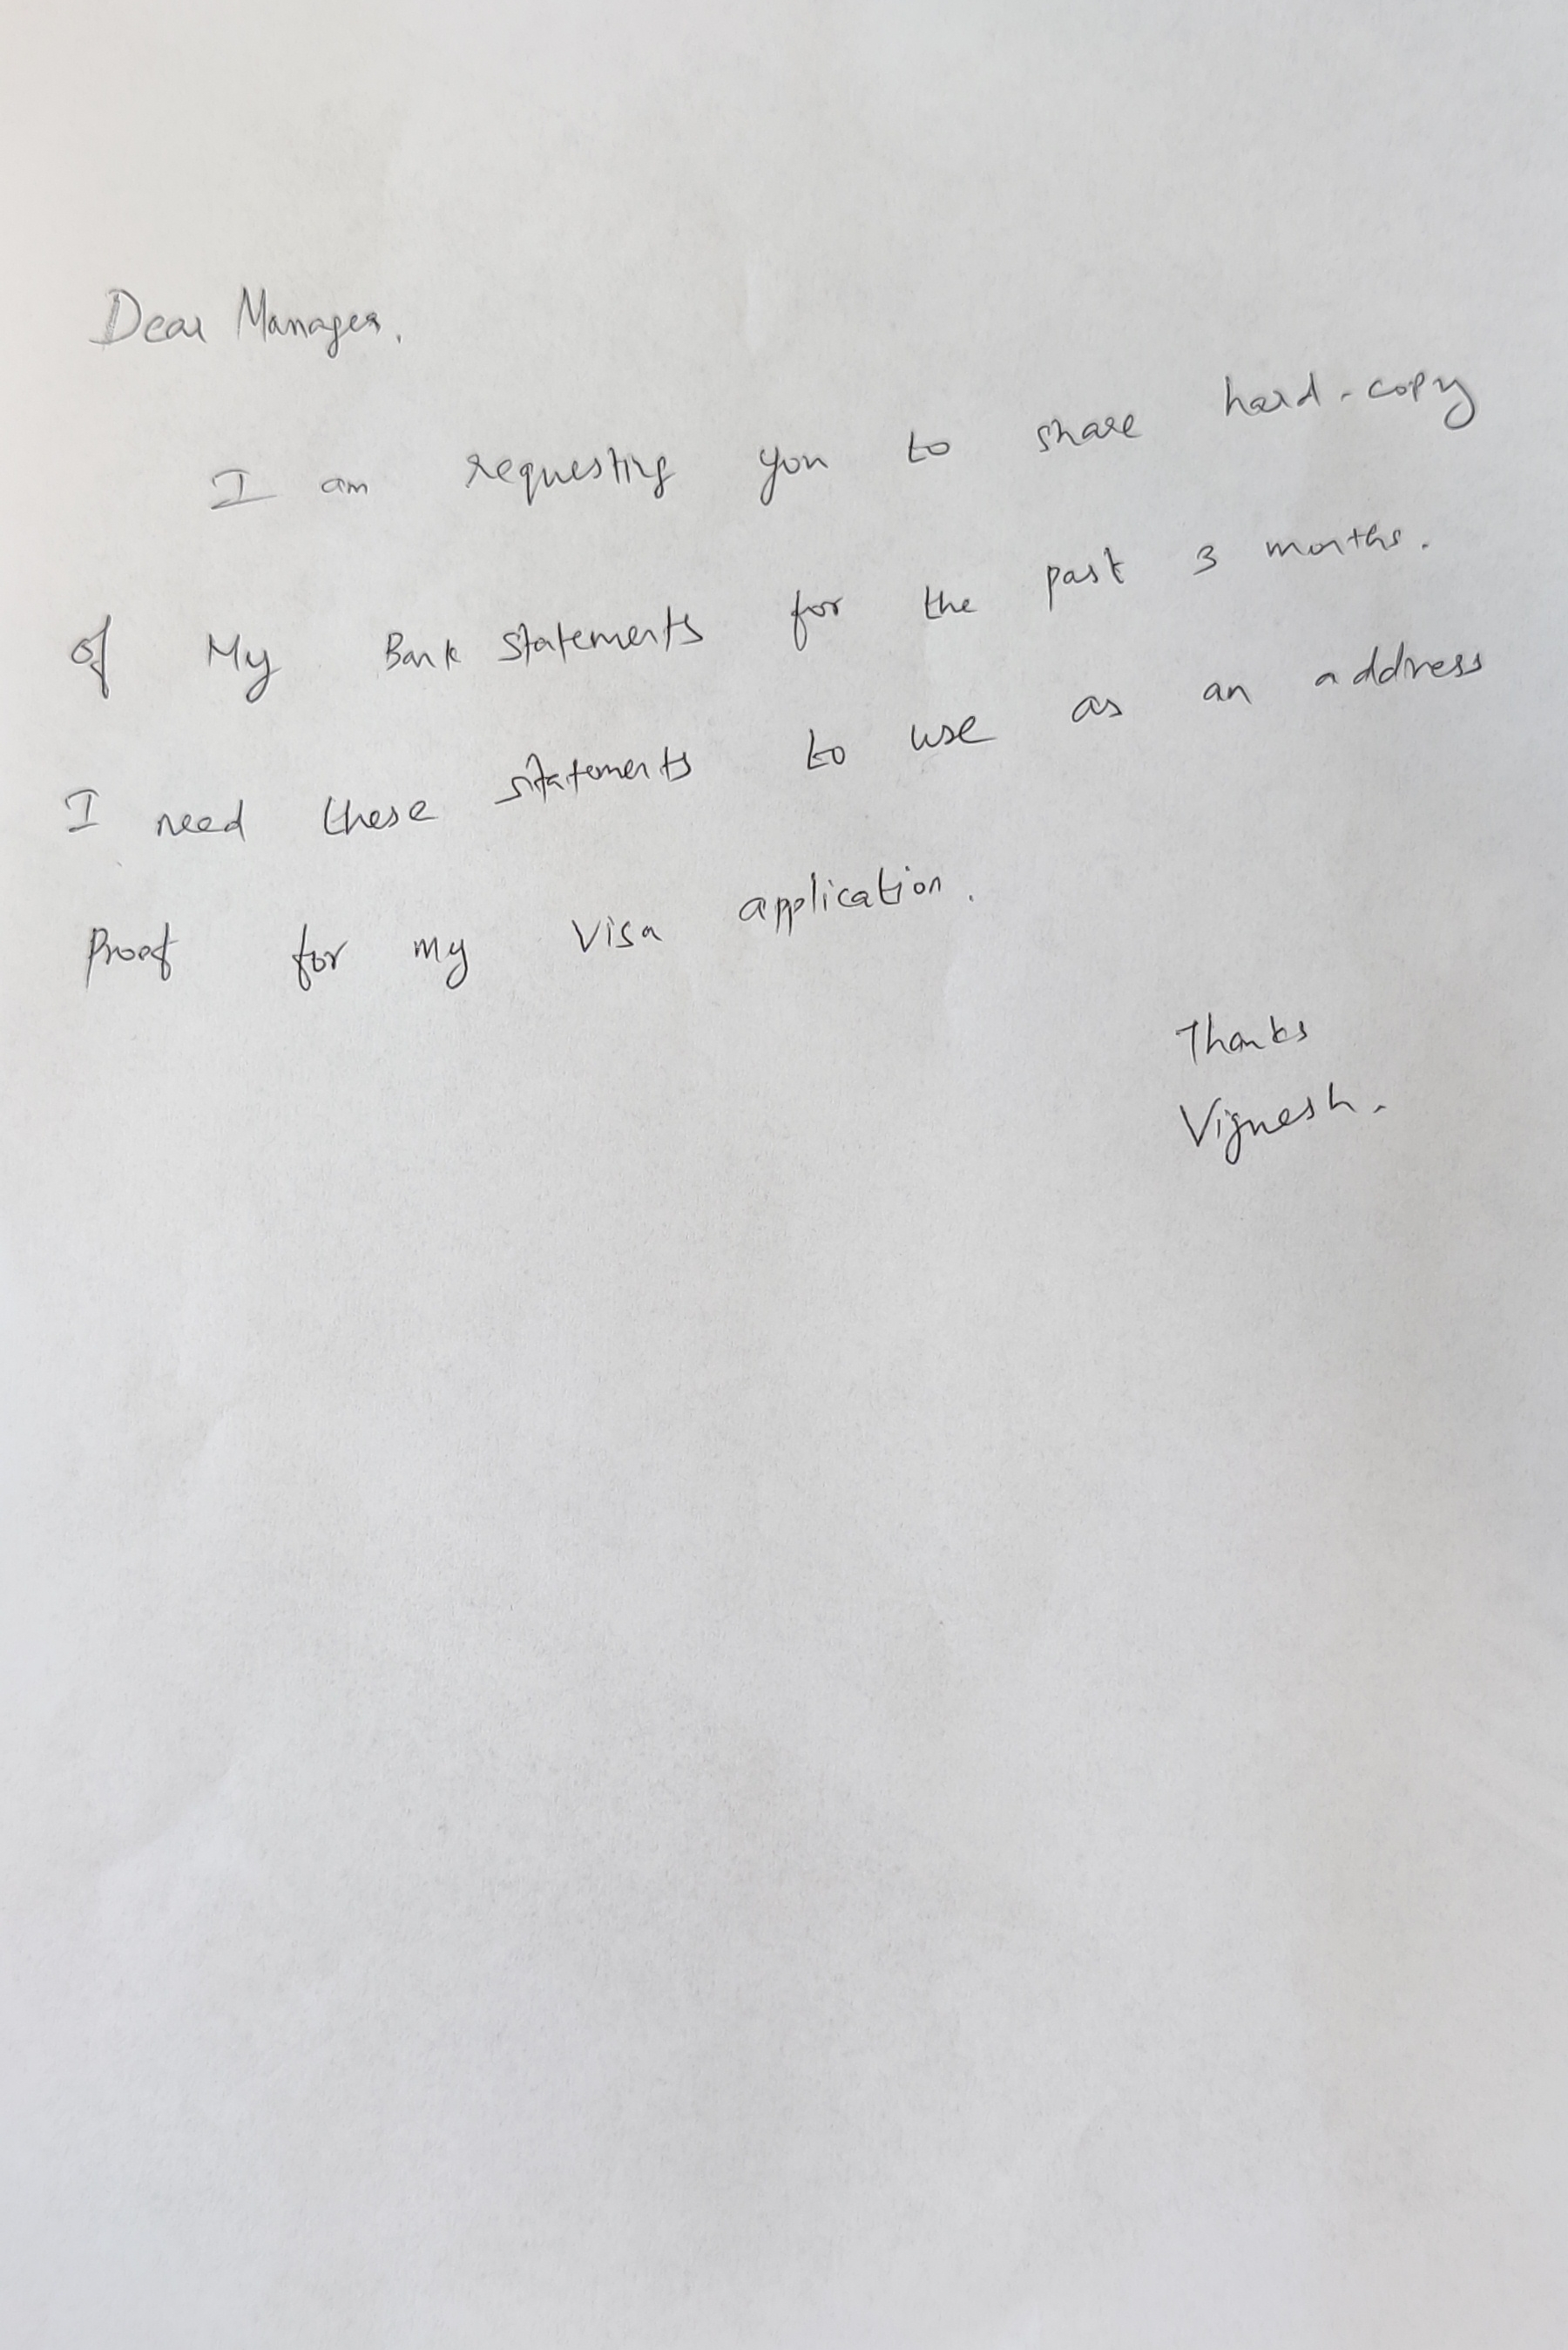 Dear Manager,
I am requesting you to share hard-copy
of My Bank statements for the past 3 months.
I need these statements to use as an address
Proof for my Visa application.
Thanks
Vignesh.